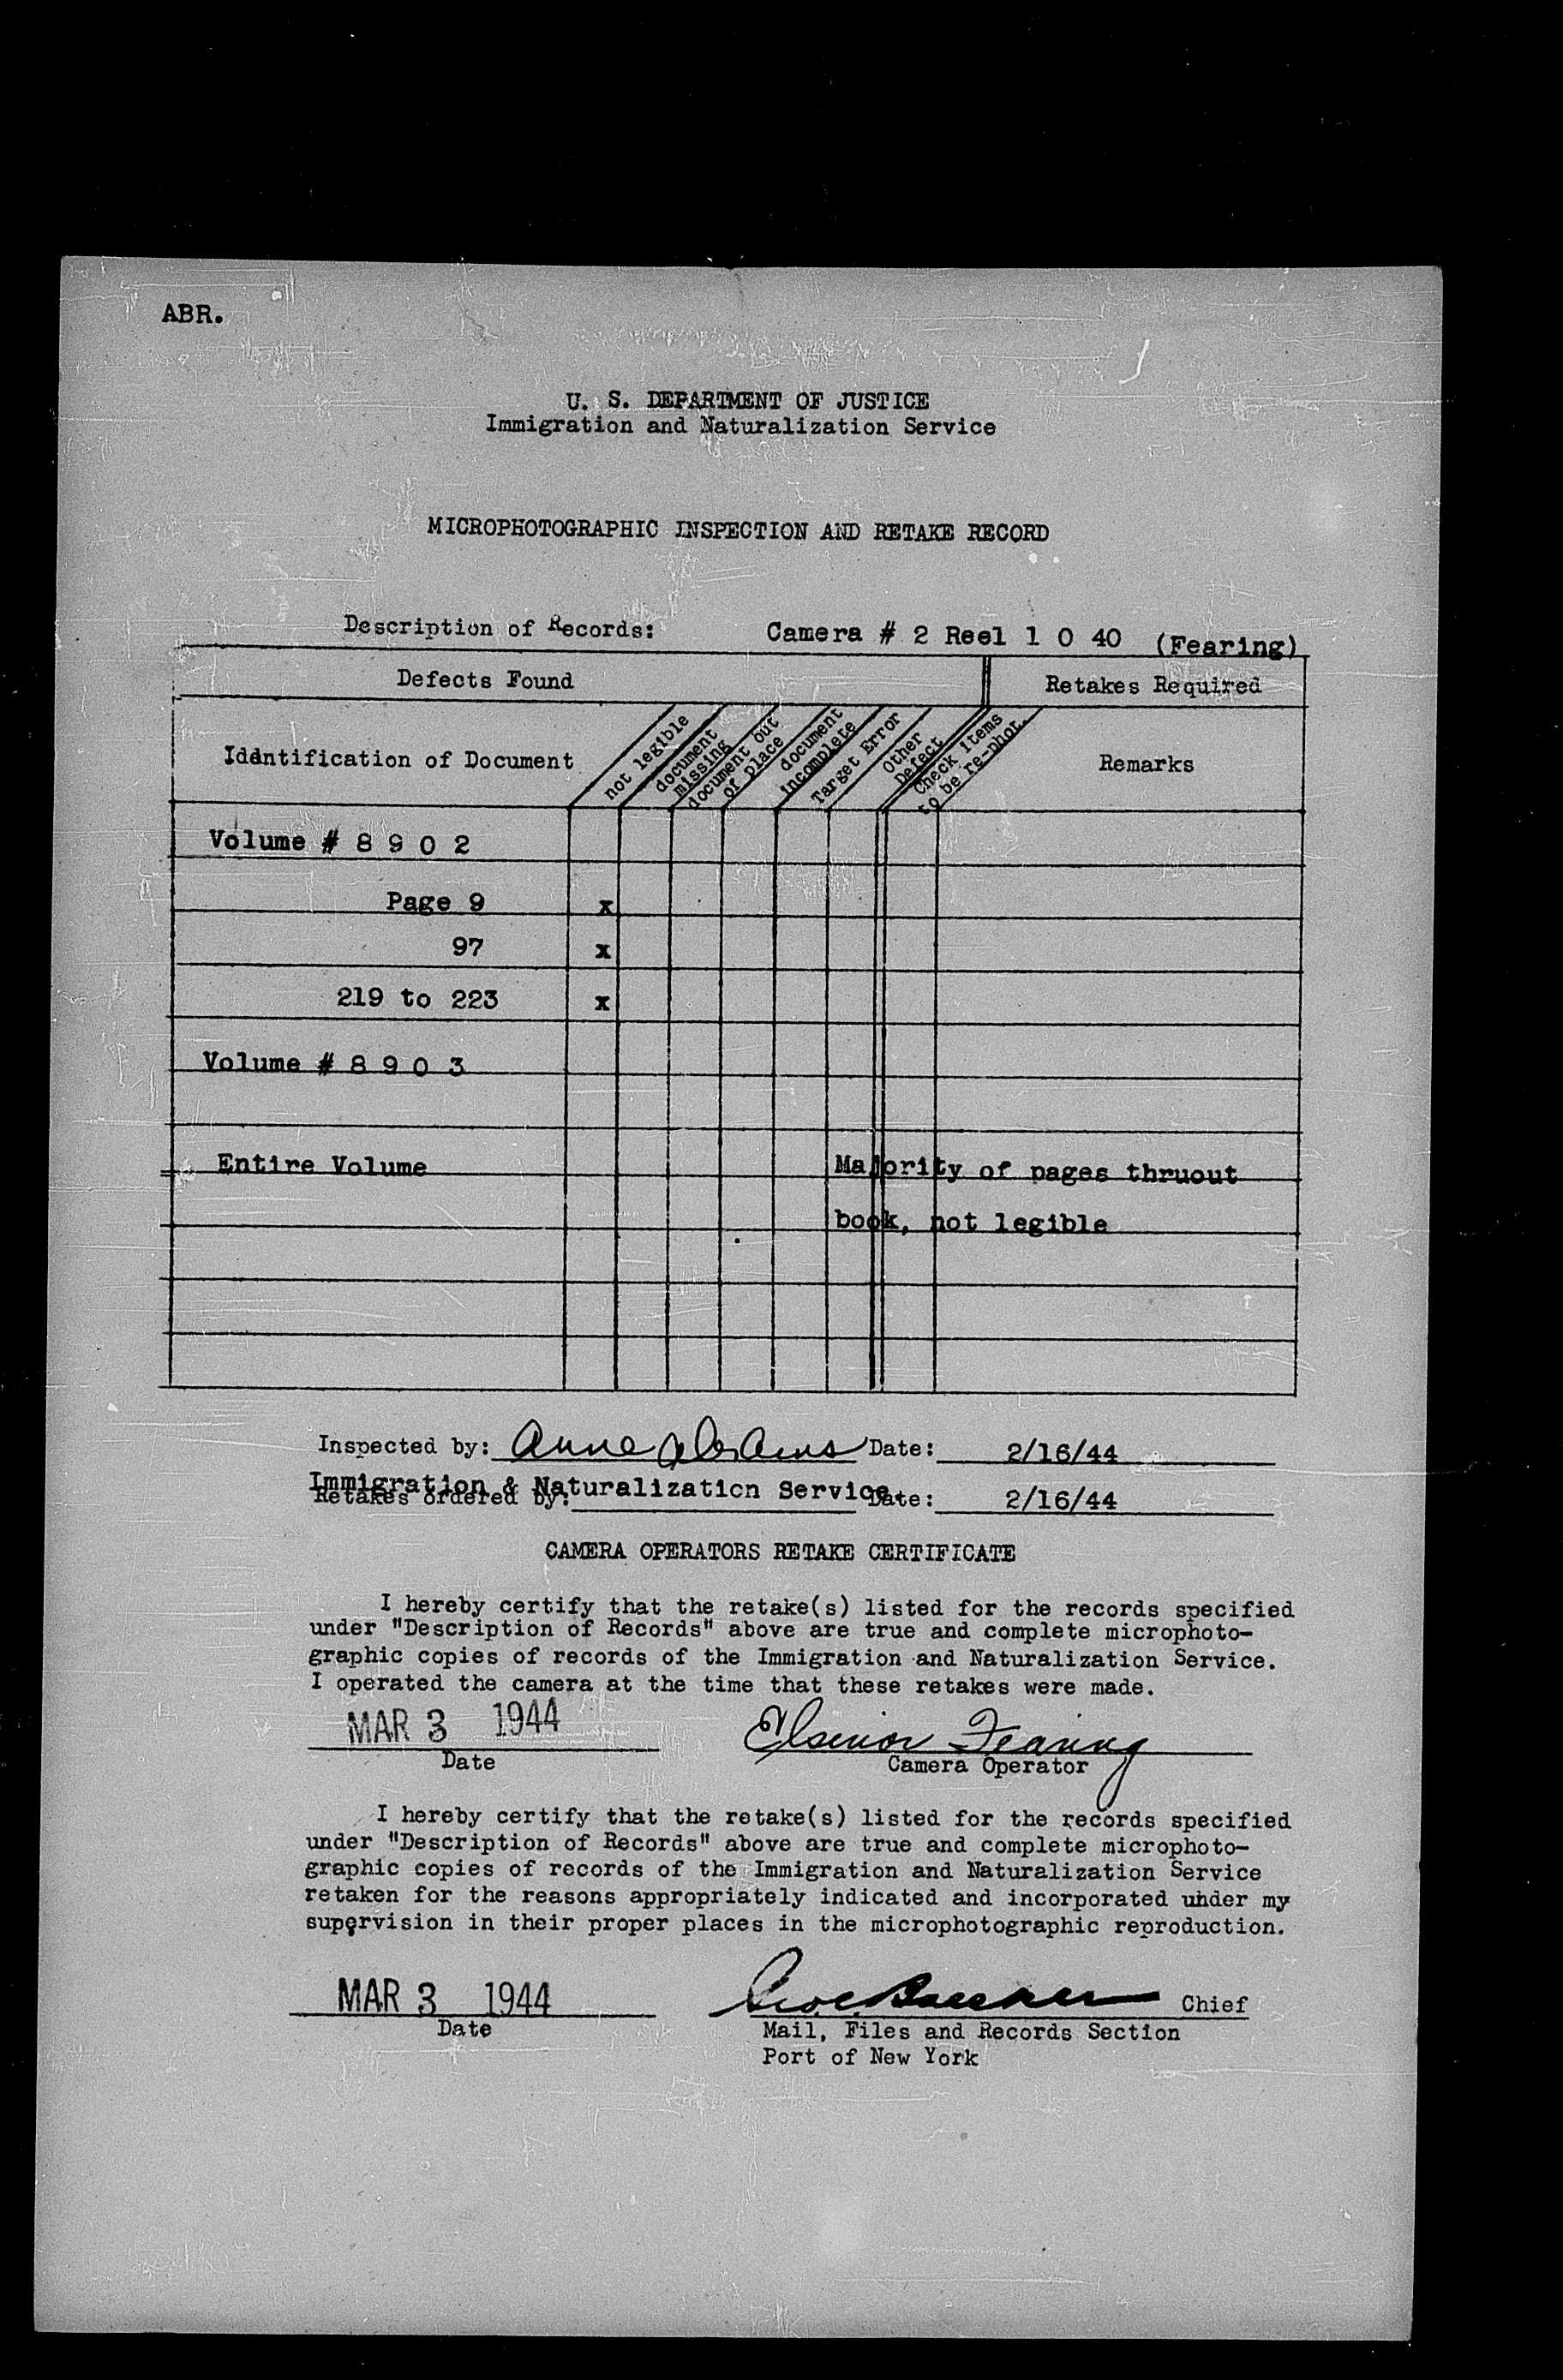 ABR.
U. S. DEPARTMENT OF JUSTICE
Immigration and Naturalization Service
MICROPHOTOGRAPHIC INSPECTION AND RETAKE RECORD
Description of Records: Camera # 2 Reel 1 0 40 (Fearing)
Defects Found Retakes Required
Identification of Document not legible document missing document out of place document incomplete Target Error Other Defect Check items to be re-phot. Remarks
Volume # 8 9 0 2
Page 9 x
97 x
219 to 223 x
Volume # 8 9 0 3
Entire Volume Majority of pages thruout
book, not legible
Inspected by: Anne Date: 2/16/44
Immigration & Naturalization Service
Retakes ordered by: Date: 2/16/44
CAMERA OPERATORS RETAKE CERTIFICATE
I hereby certify that the retake(s) listed for the records specified
under "Description of Records" above are true and complete microphoto-
graphic copies of records of the Immigration and Naturalization Service.
I operated the camera at the time that these retakes were made.
MAR 3 1944 Fearing
Date Camera Operator
I hereby certify that the retake(s) listed for the records specified
under "Description of Records" above are true and complete microphoto-
graphic copies of records of the Immigration and Naturalization Service
retaken for the reasons appropriately indicated and incorporated under my
supervision in their proper places in the microphotographic reproduction.
MAR 3 1944 Chief
Date Mail, Files and Records Section
Port of New York